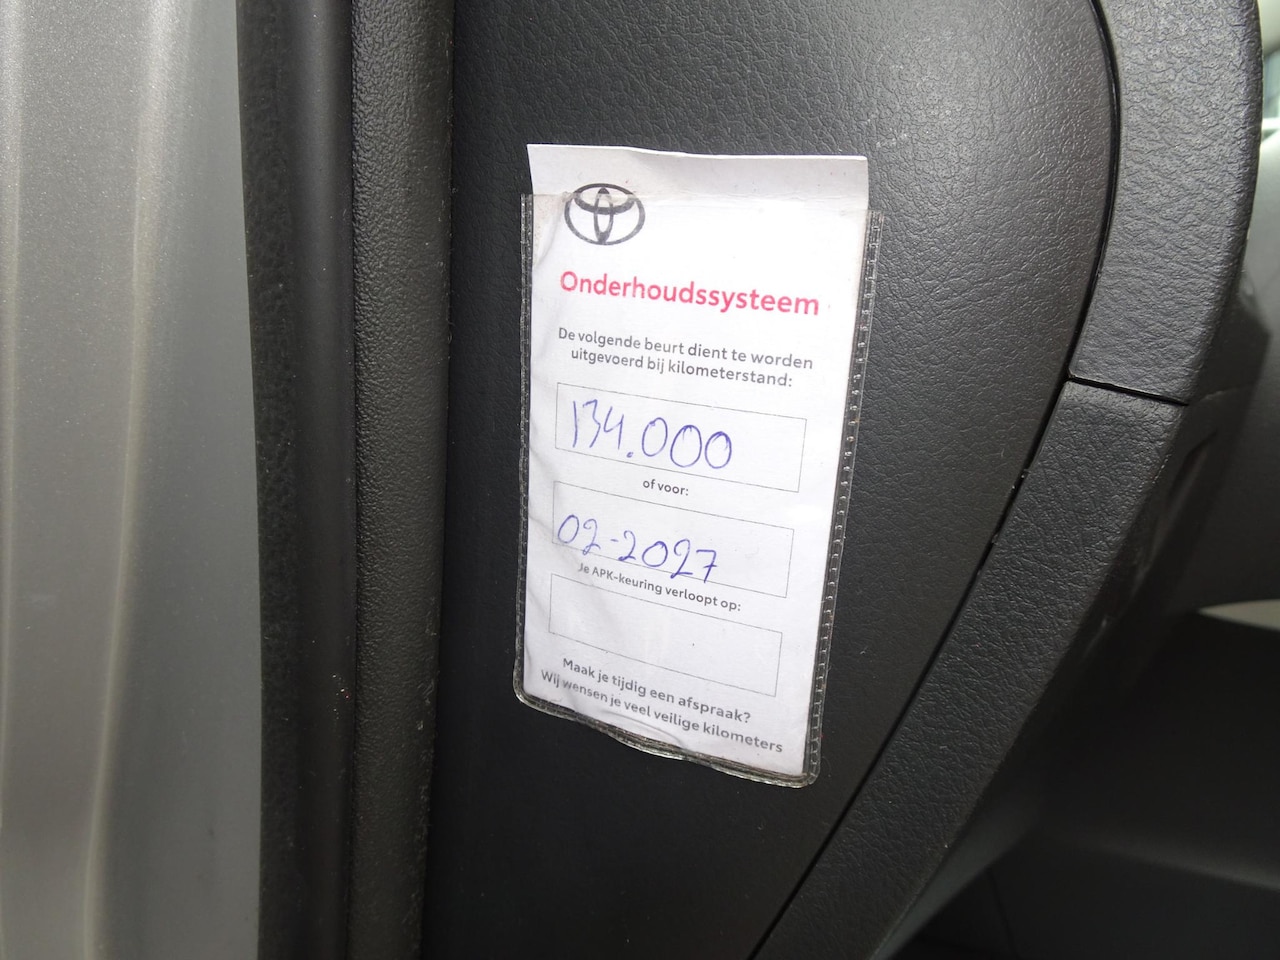 Onderhoudssysteem
De volgende beurt dient te worden
uitgevoerd bij kilometerstand:
134.000
of voor:
02-2027
Je APK-keuring verloopt op:
Maak je tijdig een afspraak?
Wij wensen je veel veilige kilometers